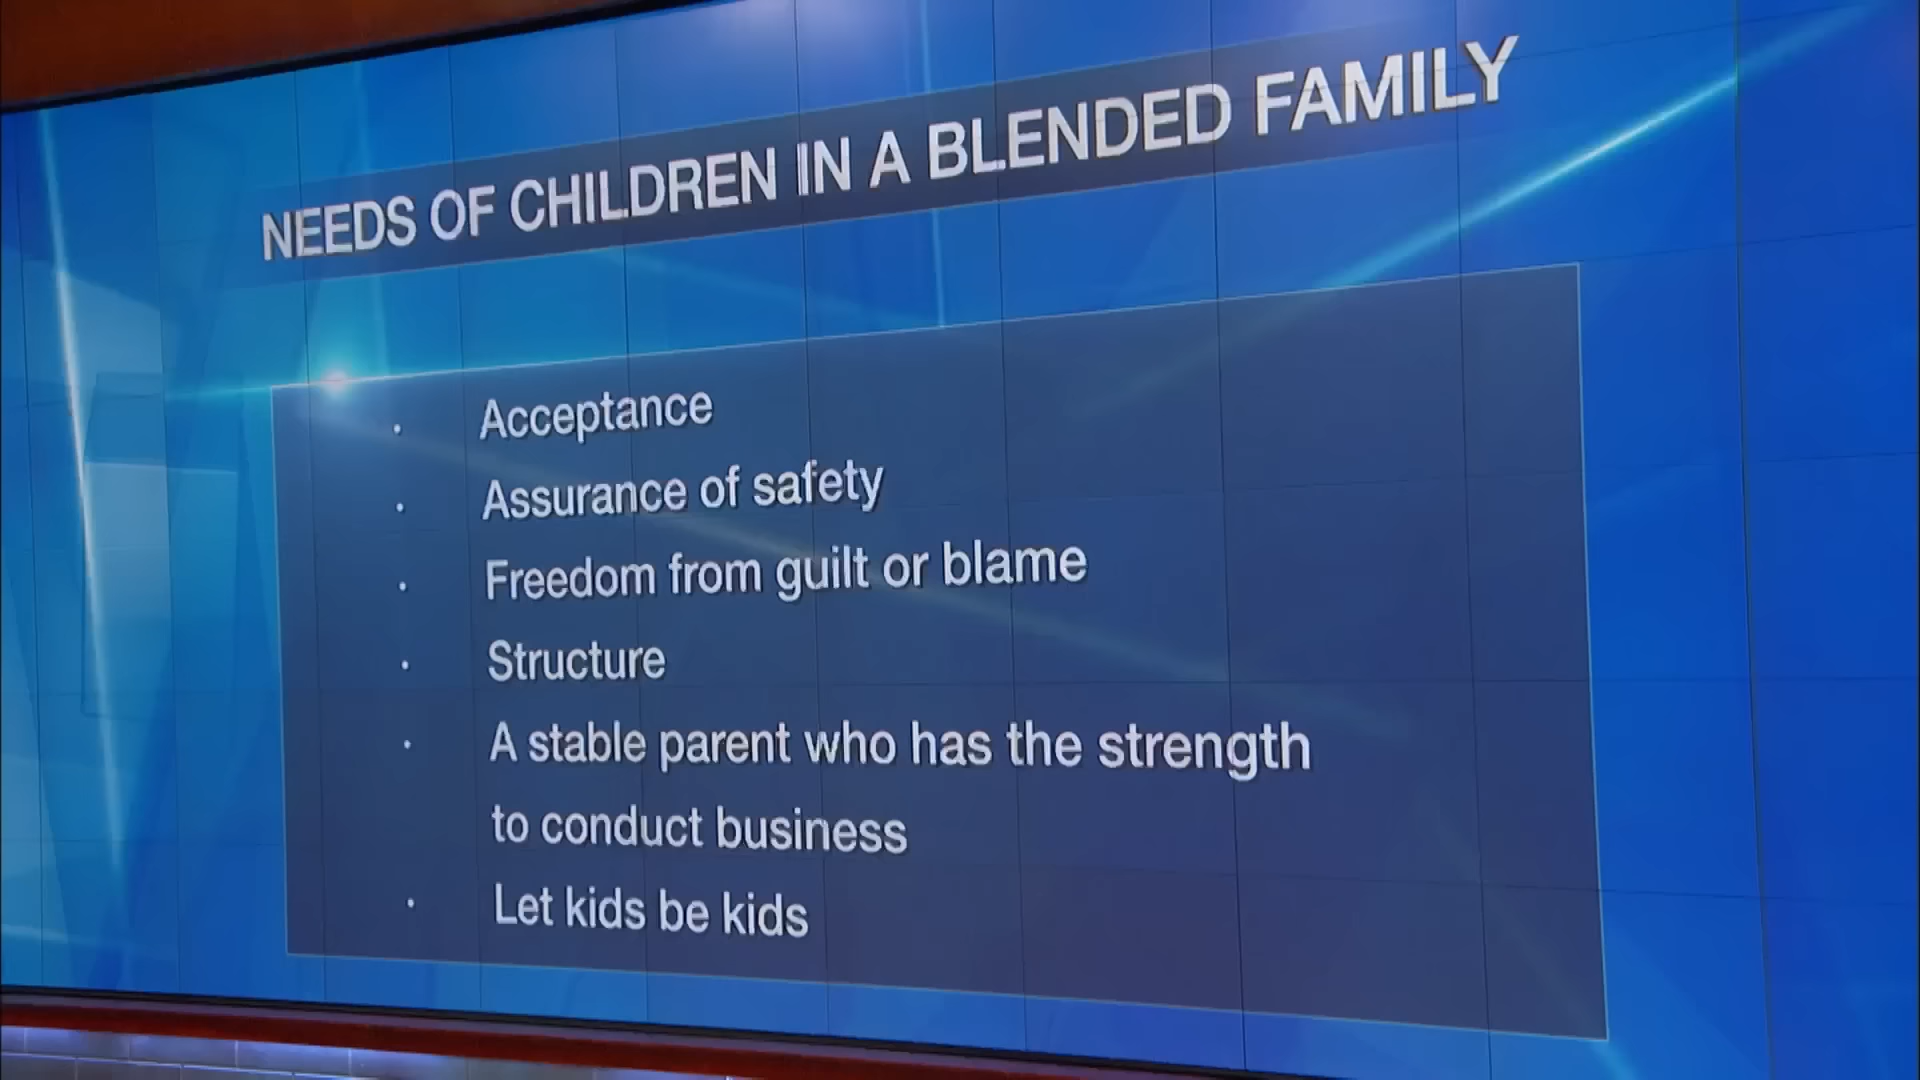 NEEDS OF CHILDREN IN A BLENDED FAMILY
· Acceptance
· Assurance of safety
· Freedom from guilt or blame
· Structure
· A stable parent who has the strength
to conduct business
· Let kids be kids